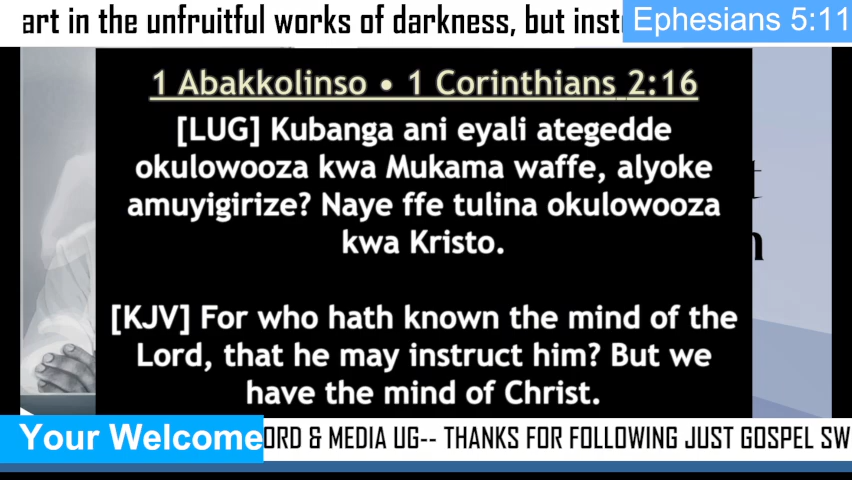 art in the unfruitful works of darkness, but inst
Ephesians 5:11
1 Abakkolinso • 1 Corinthians 2:16
[LUG] Kubanga ani eyali ategedde
okulowooza kwa Mukama waffe, alyoke
amuyigirize? Naye ffe tulina okulowooza
kwa Kristo.
[KJV] For who hath known the mind of the
Lord, that he may instruct him? But we
have the mind of Christ.
Your Welcome
ORD & MEDIA UG-- THANKS FOR FOLLOWING JUST GOSPEL SW